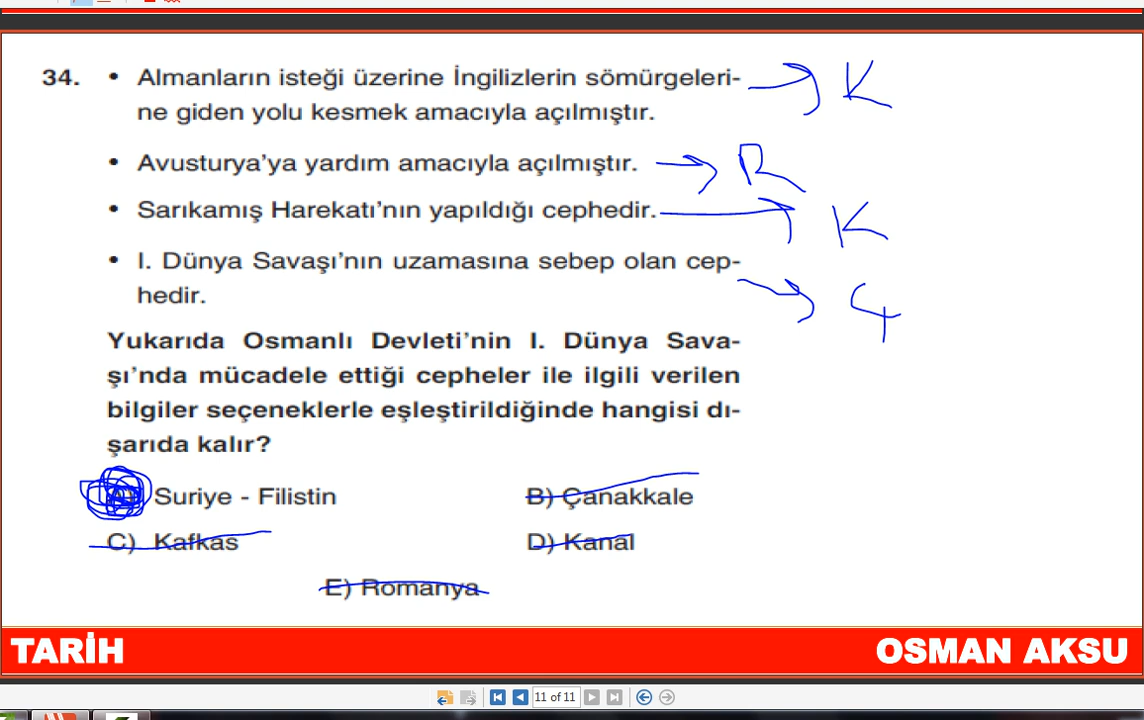 34. • Almanların isteği üzerine İngilizlerin sömürgeleri-
ne giden yolu kesmek amacıyla açılmıştır.
K
• Avusturya'ya yardım amacıyla açılmıştır.
R
• Sarıkamış Harekatı'nın yapıldığı cephedir.
K
• I. Dünya Savaşı'nın uzamasına sebep olan cep-
hedir.
Ç
Yukarıda Osmanlı Devleti'nin I. Dünya Sava-
şı'nda mücadele ettiği cepheler ile ilgili verilen
bilgiler seçeneklerle eşleştirildiğinde hangisi dı-
şarıda kalır?
A) Suriye - Filistin
B) Çanakkale
C) Kafkas
D) Kanal
E) Romanya
TARİH
OSMAN AKSU
11 of 11